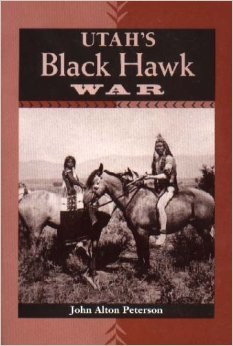 UTAH'S
Black Hawk
WAR
John Alton Peterson